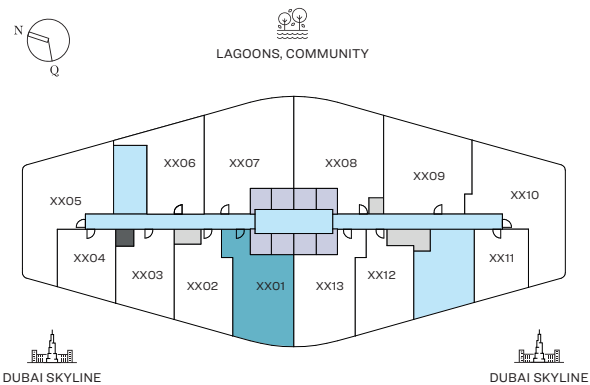 N
Q
LAGOONS, COMMUNITY
XX06
XX07
XX08
XX09
XX05
XX10
XX04
XX03
XX02
XX01
XX13
XX12
XX11
DUBAI SKYLINE
DUBAI SKYLINE